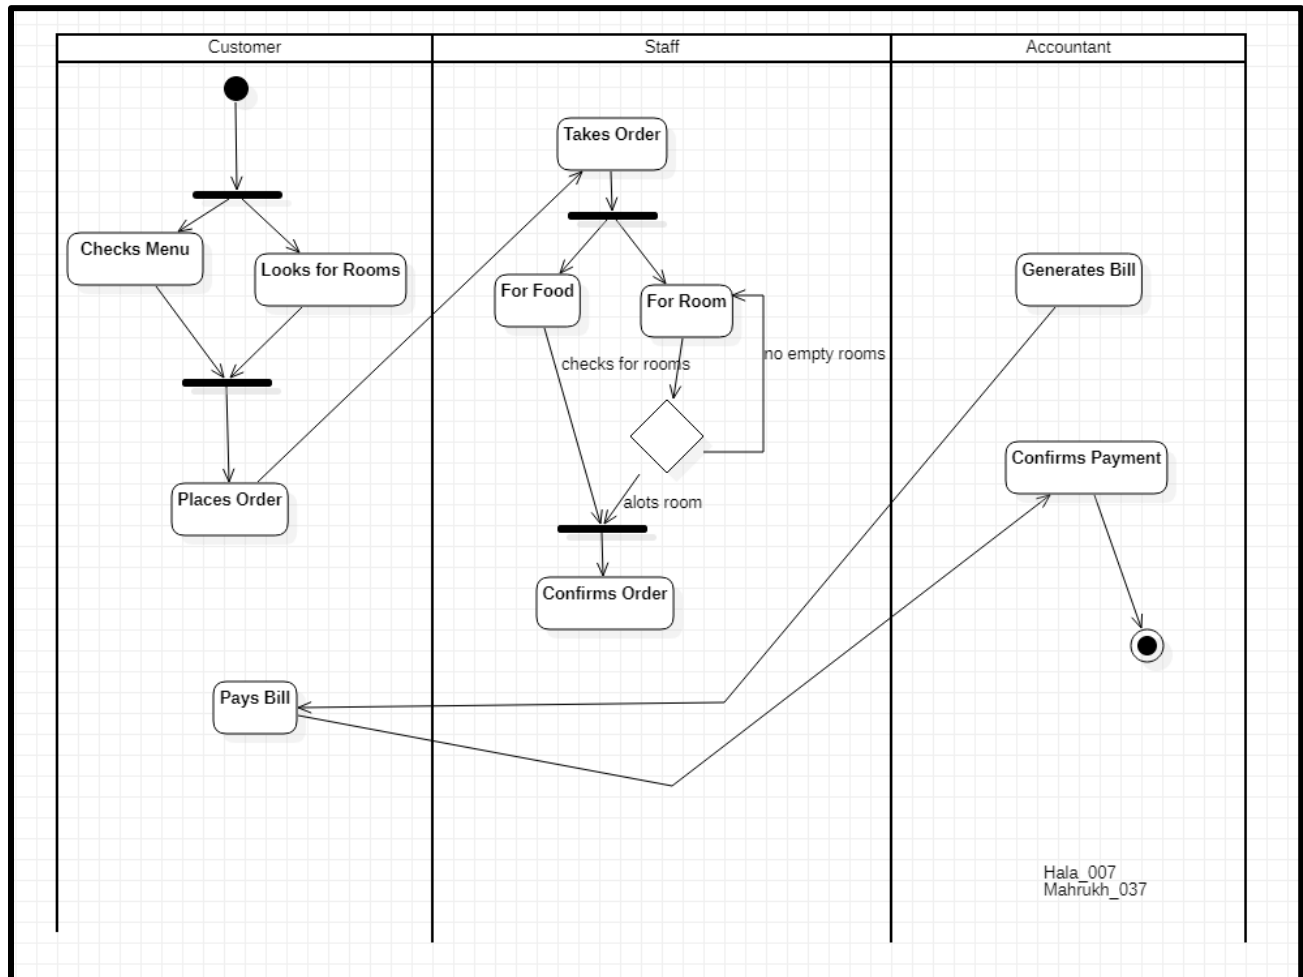 Customer
Staff
Accountant
Takes Order
Checks Menu
Looks for Rooms
For Food
For Room
Generates Bill
checks for rooms
no empty rooms
Confirms Payment
Places Order
alots room
Confirms Order
Pays Bill
Hala_007
Mahrukh_037